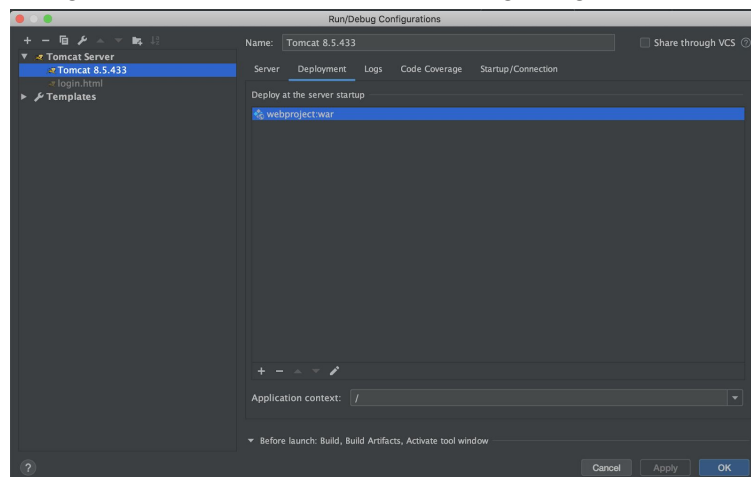 Run/Debug Configurations
Tomcat Server
Tomcat 8.5.433
login.html
Templates
Name: Tomcat 8.5.433
Share through VCS ?
Server Deployment Logs Code Coverage Startup/Connection
Deploy at the server startup
webproject:war
Application context: /
Before launch: Build, Build Artifacts, Activate tool window
? Cancel Apply OK